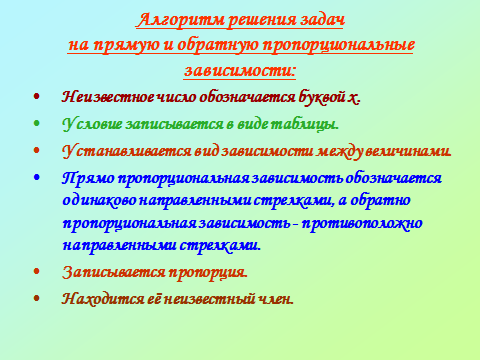 Алгоритм решения задач
на прямую и обратную пропорциональные
зависимости:
• Неизвестное число обозначается буквой х.
• Условие записывается в виде таблицы.
• Устанавливается вид зависимости между величинами.
• Прямо пропорциональная зависимость обозначается
одинаково направленными стрелками, а обратно
пропорциональная зависимость - противоположно
направленными стрелками.
• Записывается пропорция.
• Находится её неизвестный член.